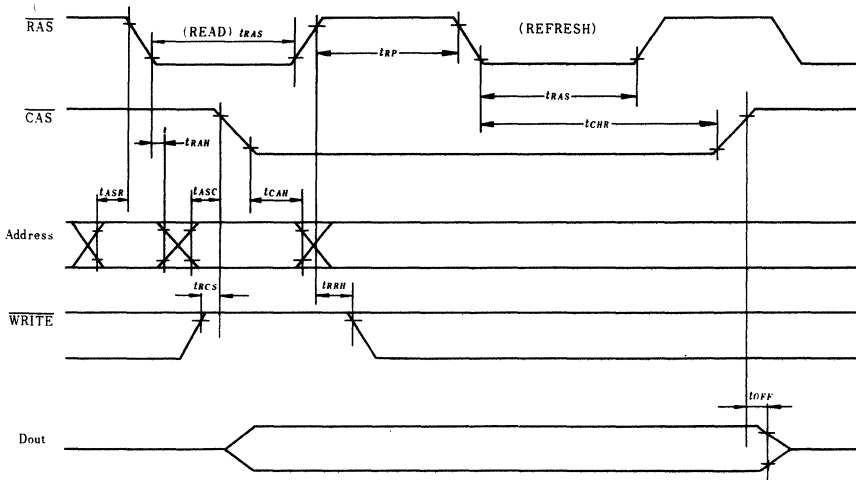 RAS
(READ) tRAS
(REFRESH)
tRP
tRAS
CAS
tCHR
tRAH
tASR
tASC
tCAH
Address
tRCS
tRRH
WRITE
tOFF
Dout